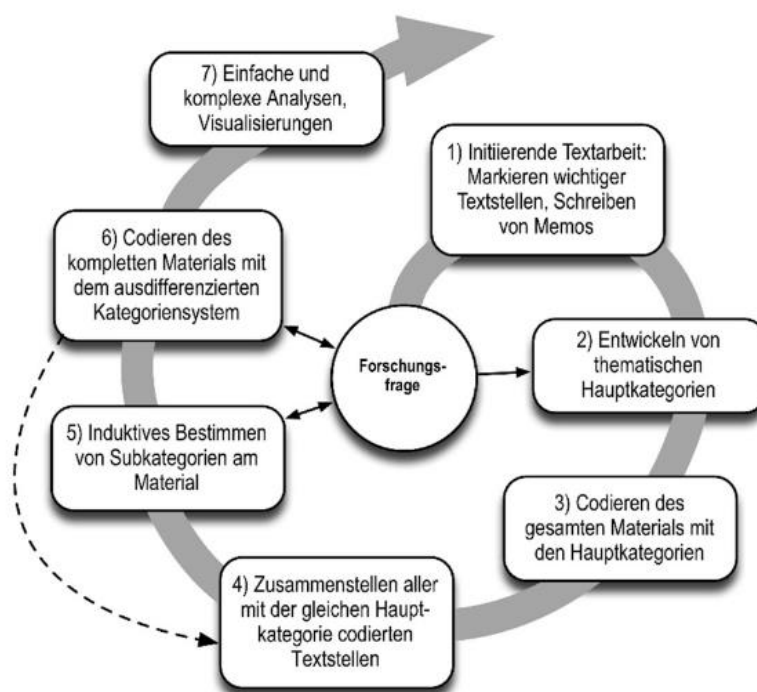 7) Einfache und
komplexe Analysen,
Visualisierungen
1) Initiierende Textarbeit:
Markieren wichtiger
Textstellen, Schreiben
von Memos
6) Codieren des
kompletten Materials mit
dem ausdifferenzierten
Kategoriensystem
Forschungs-
frage
2) Entwickeln von
thematischen
Hauptkategorien
5) Induktives Bestimmen
von Subkategorien am
Material
3) Codieren des
gesamten Materials mit
den Hauptkategorien
4) Zusammenstellen aller
mit der gleichen Haupt-
kategorie codierten
Textstellen